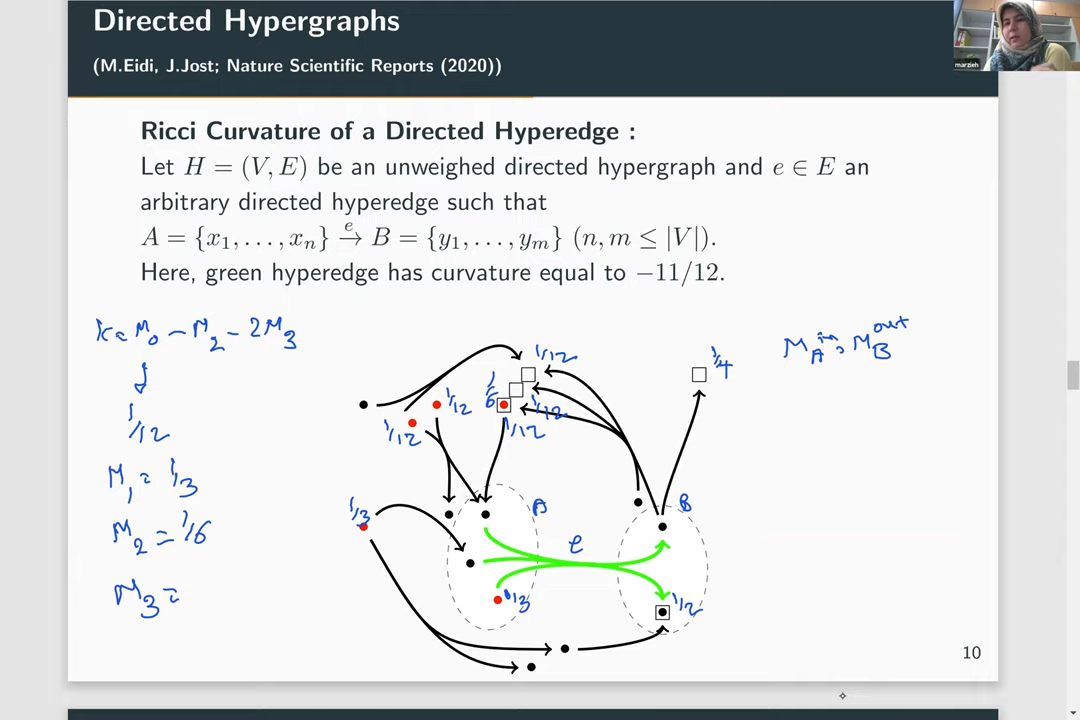 Directed Hypergraphs
(M.Eidi, J.Jost; Nature Scientific Reports (2020))
marzieh
Ricci Curvature of a Directed Hyperedge :
Let H = (V, E) be an unweighed directed hypergraph and e ∈ E an
arbitrary directed hyperedge such that
A = {x₁, . . . , xₙ} →ᵉ B = {y₁, . . . , yₘ} (n, m ≤ |V|).
Here, green hyperedge has curvature equal to −11/12.
k = M₀ − M₂ − 2M₃
1/12
M₁ = 1/3
M₂ = 1/6
M₃ =
1/12
1/6
1/12
1/12
1/12
1/12
1/4
M_A^in, M_B^out
1/3
A
B
e
1/3
1/2
10